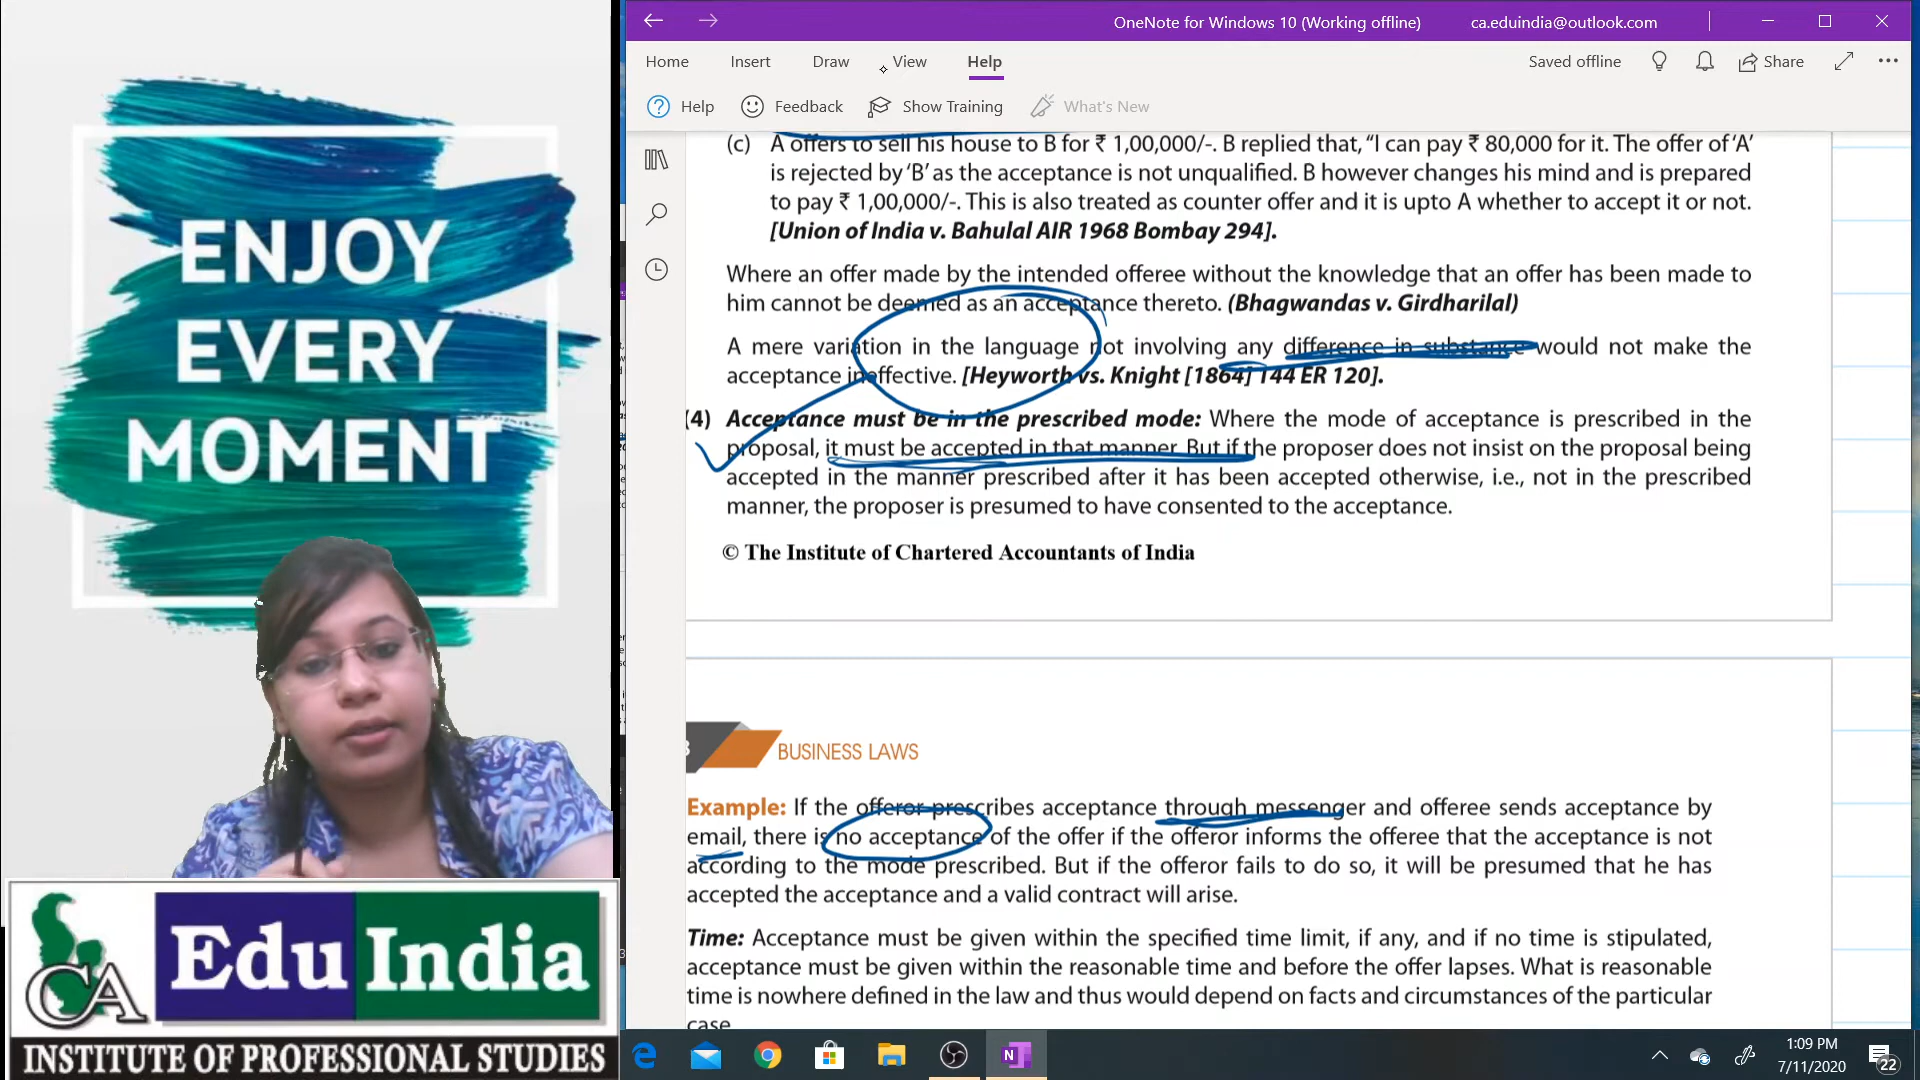 ENJOY
EVERY
MOMENT
CA
Edu India
INSTITUTE OF PROFESSIONAL STUDIES
OneNote for Windows 10 (Working offline)
ca.eduindia@outlook.com
Home
Insert
Draw
View
Help
Saved offline
Share
Help
Feedback
Show Training
What's New
(c) A offers to sell his house to B for ₹ 1,00,000/-. B replied that, “I can pay ₹ 80,000 for it. The offer of ‘A’
is rejected by ‘B’ as the acceptance is not unqualified. B however changes his mind and is prepared
to pay ₹ 1,00,000/-. This is also treated as counter offer and it is upto A whether to accept it or not.
[Union of India v. Bahulal AIR 1968 Bombay 294].
Where an offer made by the intended offeree without the knowledge that an offer has been made to
him cannot be deemed as an acceptance thereto. (Bhagwandas v. Girdharilal)
A mere variation in the language not involving any difference in substance would not make the
acceptance ineffective. [Heyworth vs. Knight [1864] 144 ER 120].
(4) Acceptance must be in the prescribed mode: Where the mode of acceptance is prescribed in the
proposal, it must be accepted in that manner. But if the proposer does not insist on the proposal being
accepted in the manner prescribed after it has been accepted otherwise, i.e., not in the prescribed
manner, the proposer is presumed to have consented to the acceptance.
© The Institute of Chartered Accountants of India
BUSINESS LAWS
Example: If the offeror prescribes acceptance through messenger and offeree sends acceptance by
email, there is no acceptance of the offer if the offeror informs the offeree that the acceptance is not
according to the mode prescribed. But if the offeror fails to do so, it will be presumed that he has
accepted the acceptance and a valid contract will arise.
Time: Acceptance must be given within the specified time limit, if any, and if no time is stipulated,
acceptance must be given within the reasonable time and before the offer lapses. What is reasonable
time is nowhere defined in the law and thus would depend on facts and circumstances of the particular
case
1:09 PM
7/11/2020
22